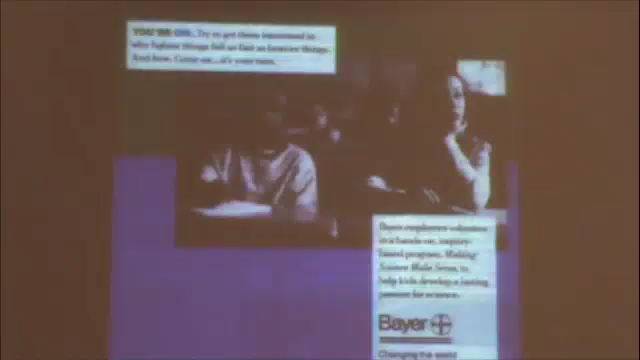 YOU'RE ON. Try to get them interested in
why lighter things fall as fast as heavier things.
And how. Come on...it's your turn.
employees volunteer
in a hands-on, inquiry-
based program, Making
Science Make Sense, to
help kids develop a lasting
passion for science.
Bayer
Changing the world